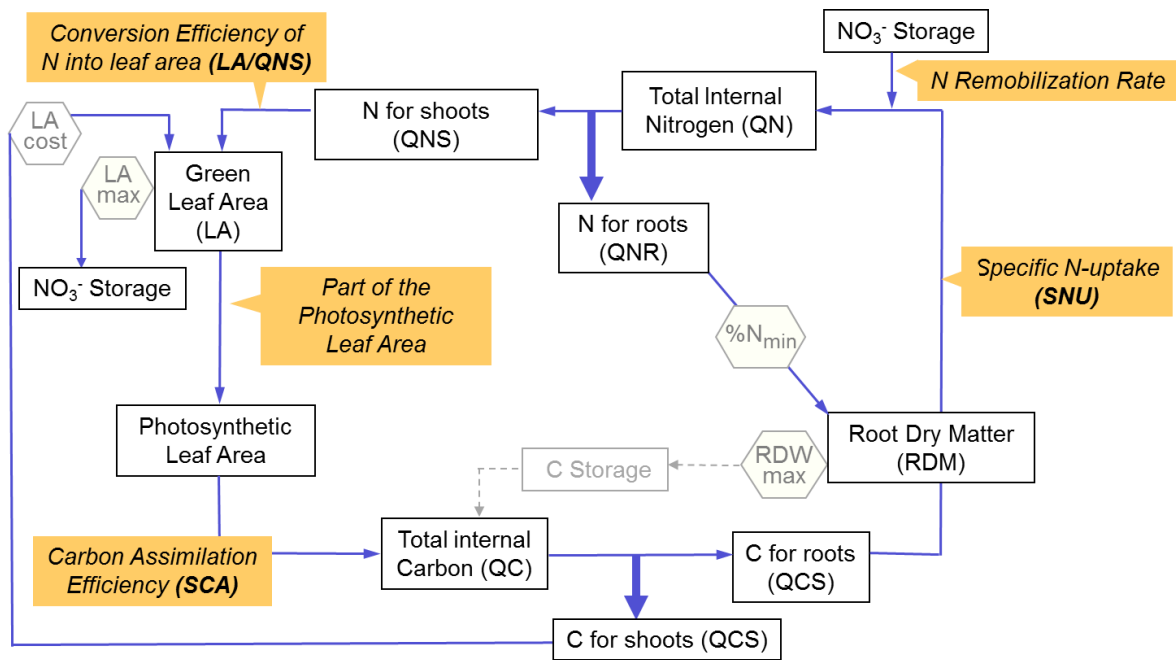 Conversion Efficiency of
N into leaf area (LA/QNS)
NO₃⁻ Storage
N Remobilization Rate
LA
cost
N for shoots
(QNS)
Total Internal
Nitrogen (QN)
LA
max
Green
Leaf Area
(LA)
N for roots
(QNR)
NO₃⁻ Storage
Part of the
Photosynthetic
Leaf Area
Specific N-uptake
(SNU)
%Nmin
Photosynthetic
Leaf Area
C Storage
RDW
max
Root Dry Matter
(RDM)
Carbon Assimilation
Efficiency (SCA)
Total internal
Carbon (QC)
C for roots
(QCS)
C for shoots (QCS)